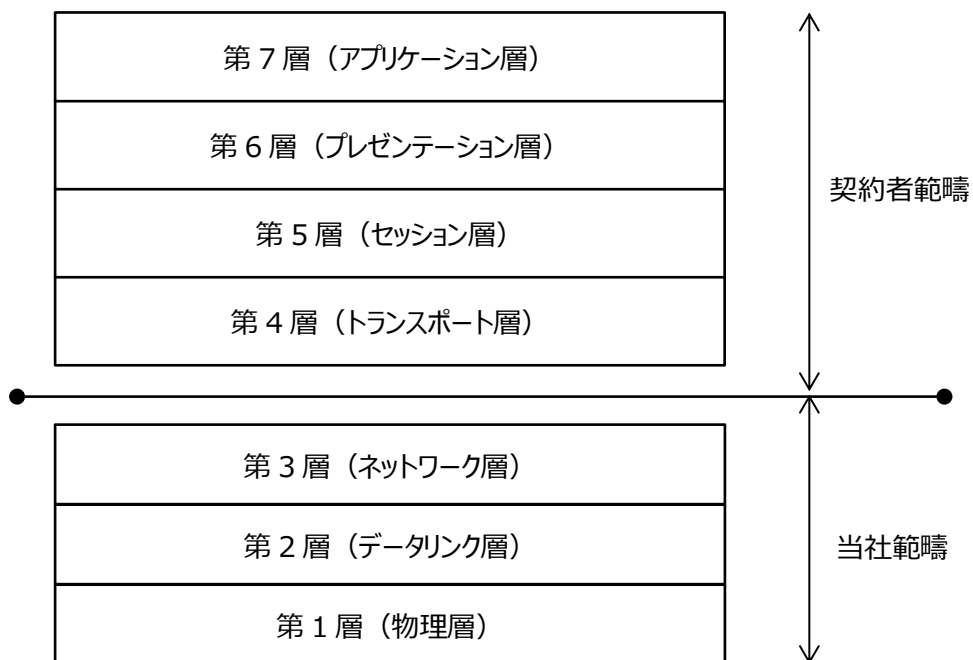 第７層（アプリケーション層）
第６層（プレゼンテーション層）
契約者範疇
第５層（セッション層）
第４層（トランスポート層）
第３層（ネットワーク層）
第２層（データリンク層）
当社範疇
第１層（物理層）